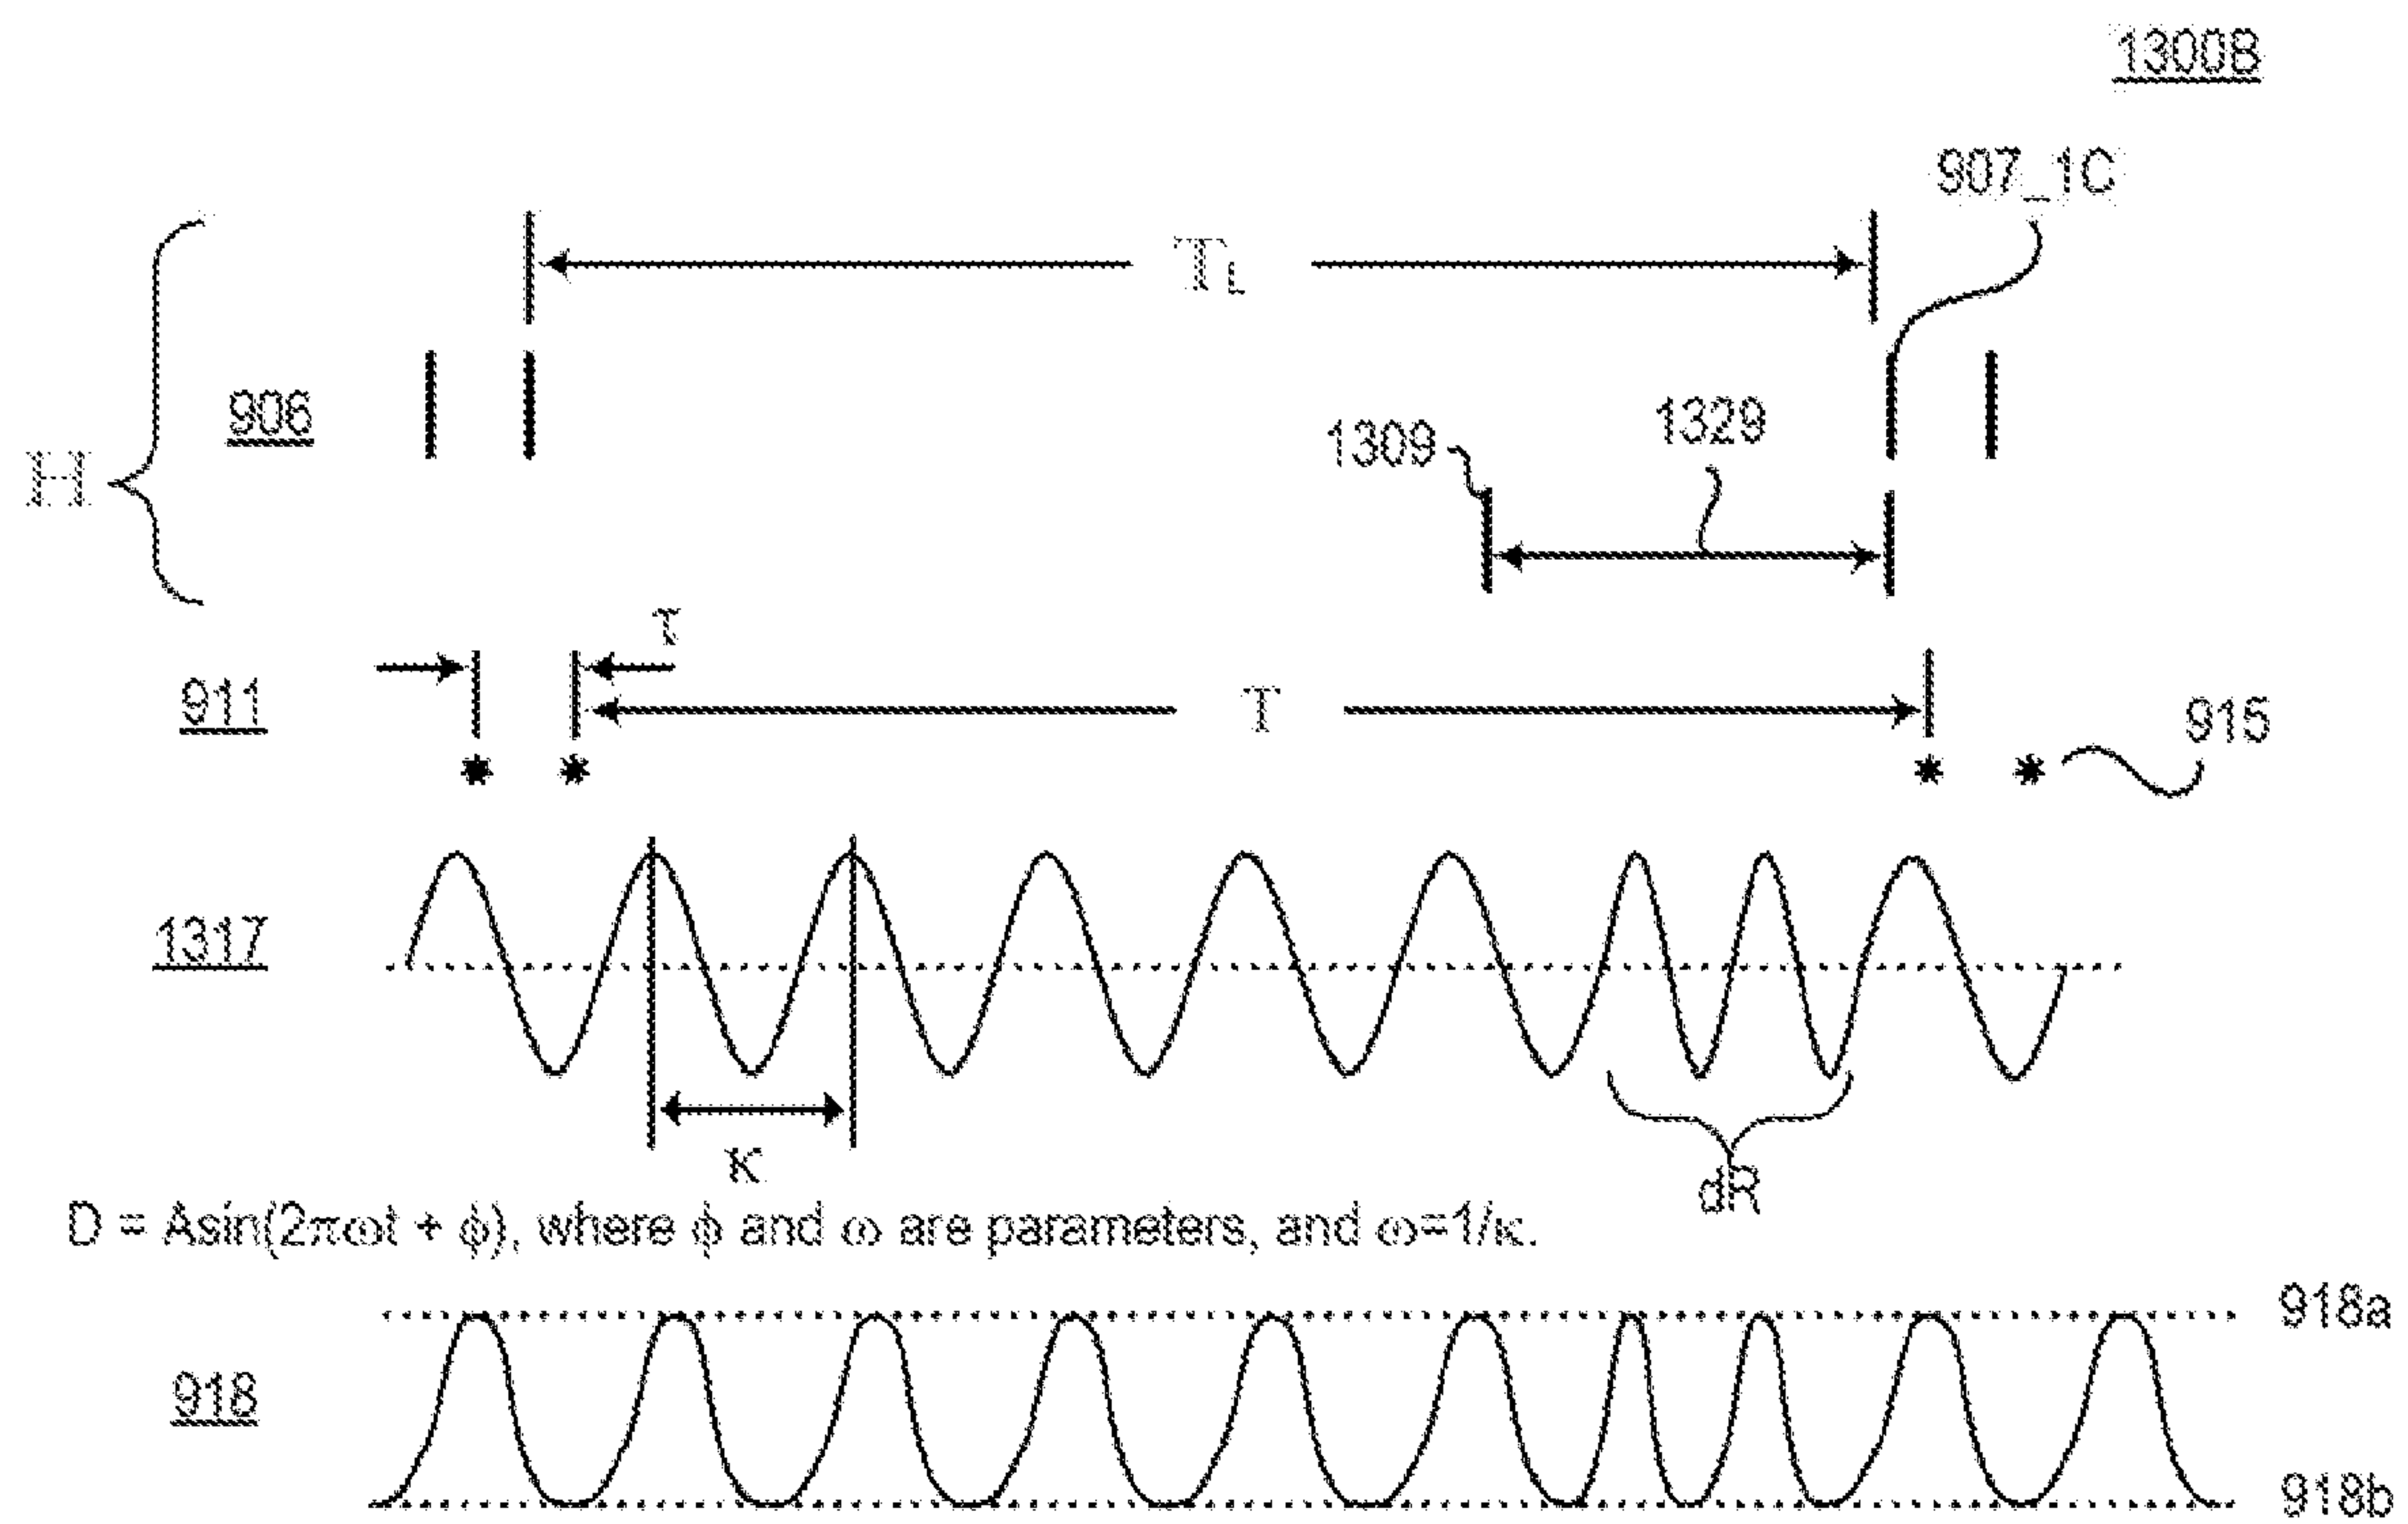 1300B
907_1C
TL
906
1309
1329
H
τ
911
T
915
1317
κ
dR
D = Asin(2πωt + ϕ), where ϕ and ω are parameters, and ω=1/κ.
918a
918
918b